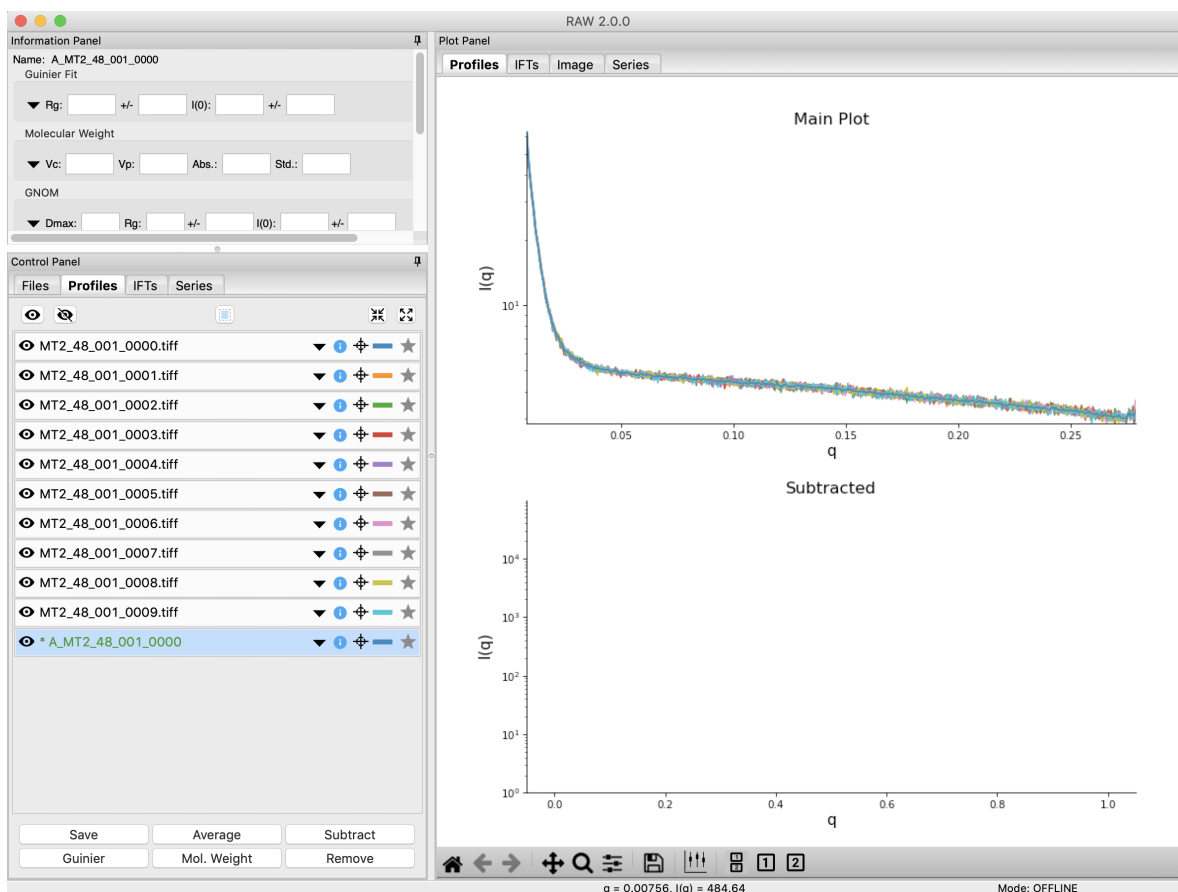 RAW 2.0.0
Information Panel
Name: A_MT2_48_001_0000
Guinier Fit
Rg: +/- I(0): +/-
Molecular Weight
Vc: Vp: Abs.: Std.:
GNOM
Dmax: Rg: +/- I(0): +/-
Control Panel
Files Profiles IFTs Series
MT2_48_001_0000.tiff
MT2_48_001_0001.tiff
MT2_48_001_0002.tiff
MT2_48_001_0003.tiff
MT2_48_001_0004.tiff
MT2_48_001_0005.tiff
MT2_48_001_0006.tiff
MT2_48_001_0007.tiff
MT2_48_001_0008.tiff
MT2_48_001_0009.tiff
* A_MT2_48_001_0000
Save Average Subtract
Guinier Mol. Weight Remove
Plot Panel
Profiles IFTs Image Series
Main Plot
I(q)
10¹
0.05 0.10 0.15 0.20 0.25
q
Subtracted
I(q)
10⁴
10³
10²
10¹
10⁰
0.0 0.2 0.4 0.6 0.8 1.0
q
1 2 1 2
q = 0.00756, I(q) = 484.64
Mode: OFFLINE